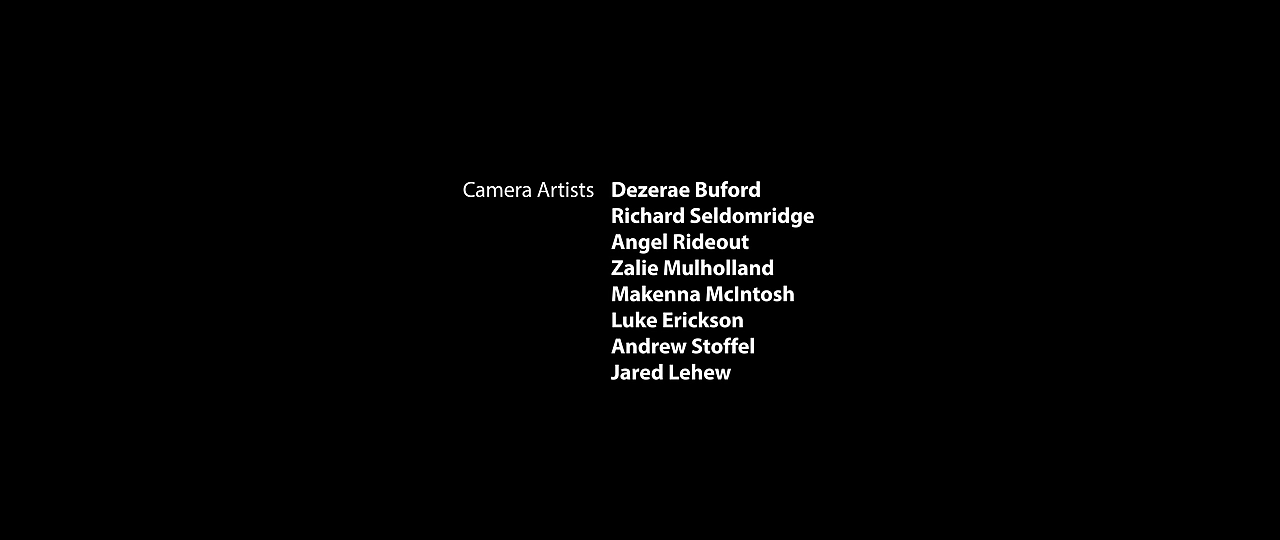 Camera Artists Dezerae Buford
Richard Seldomridge
Angel Rideout
Zalie Mulholland
Makenna McIntosh
Luke Erickson
Andrew Stoffel
Jared Lehew